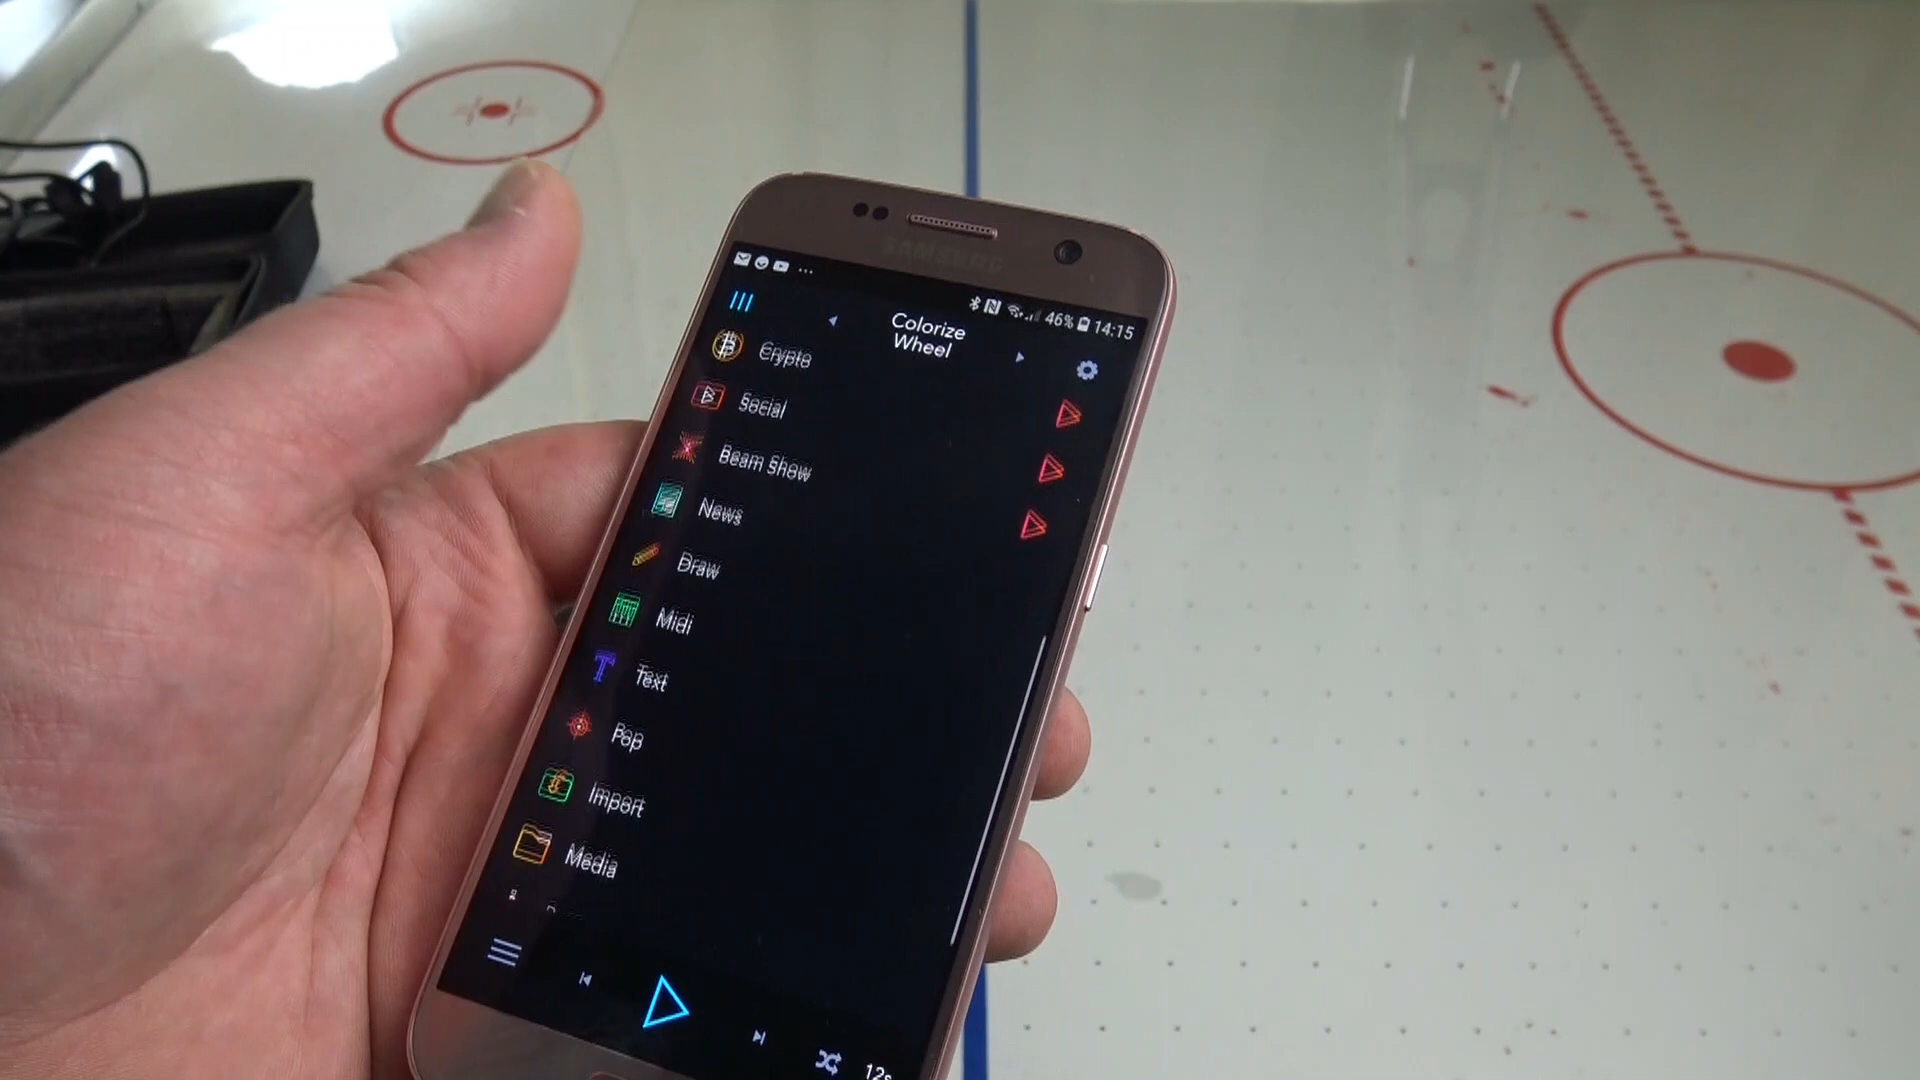 SAMSUNG
46% 14:15
Colorize
Wheel
Crypto
Social
Beam Show
News
Draw
Midi
Text
Pop
Import
Media
12s